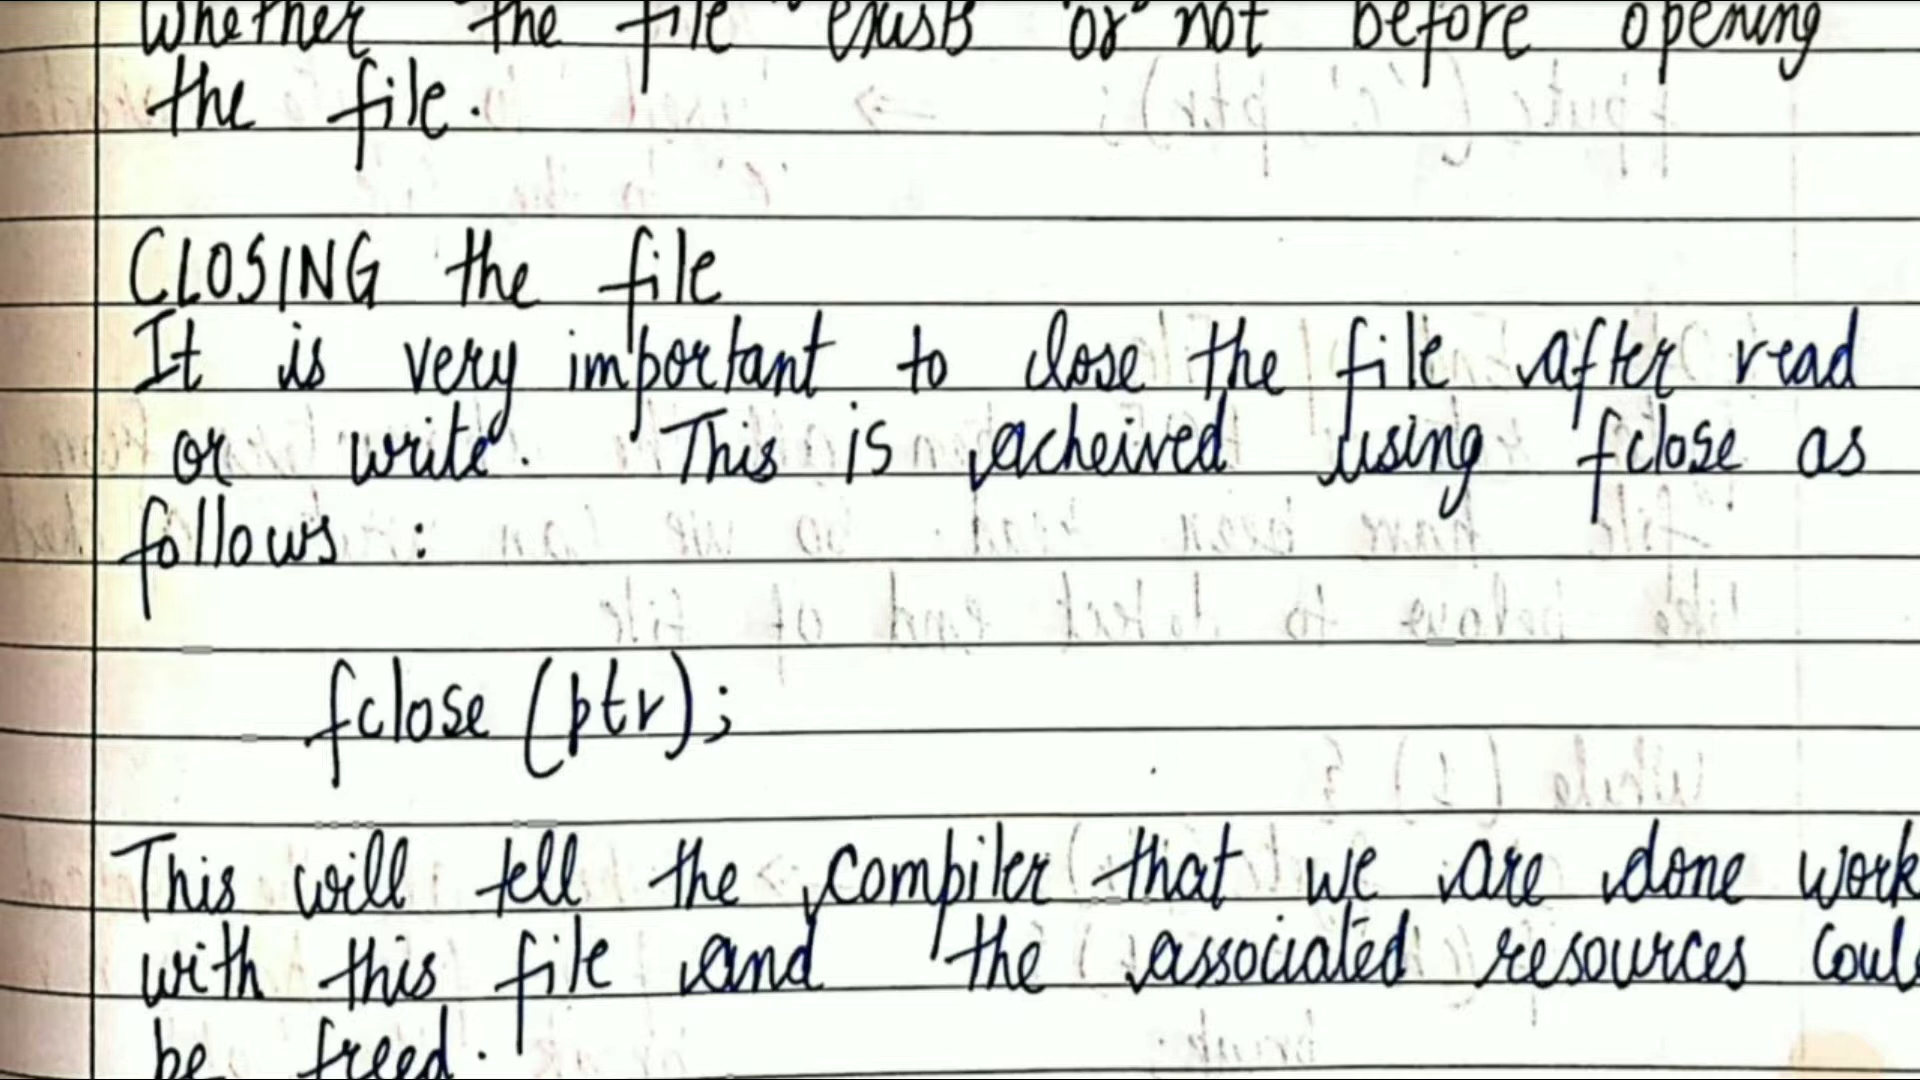 whether the file exists or not before opening
the file.
CLOSING the file
It is very important to close the file after read
or write. This is acheived using fclose as
follows :
fclose (ptr);
This will tell the compiler that we are done work
with this file and the associated resources coul
be freed.